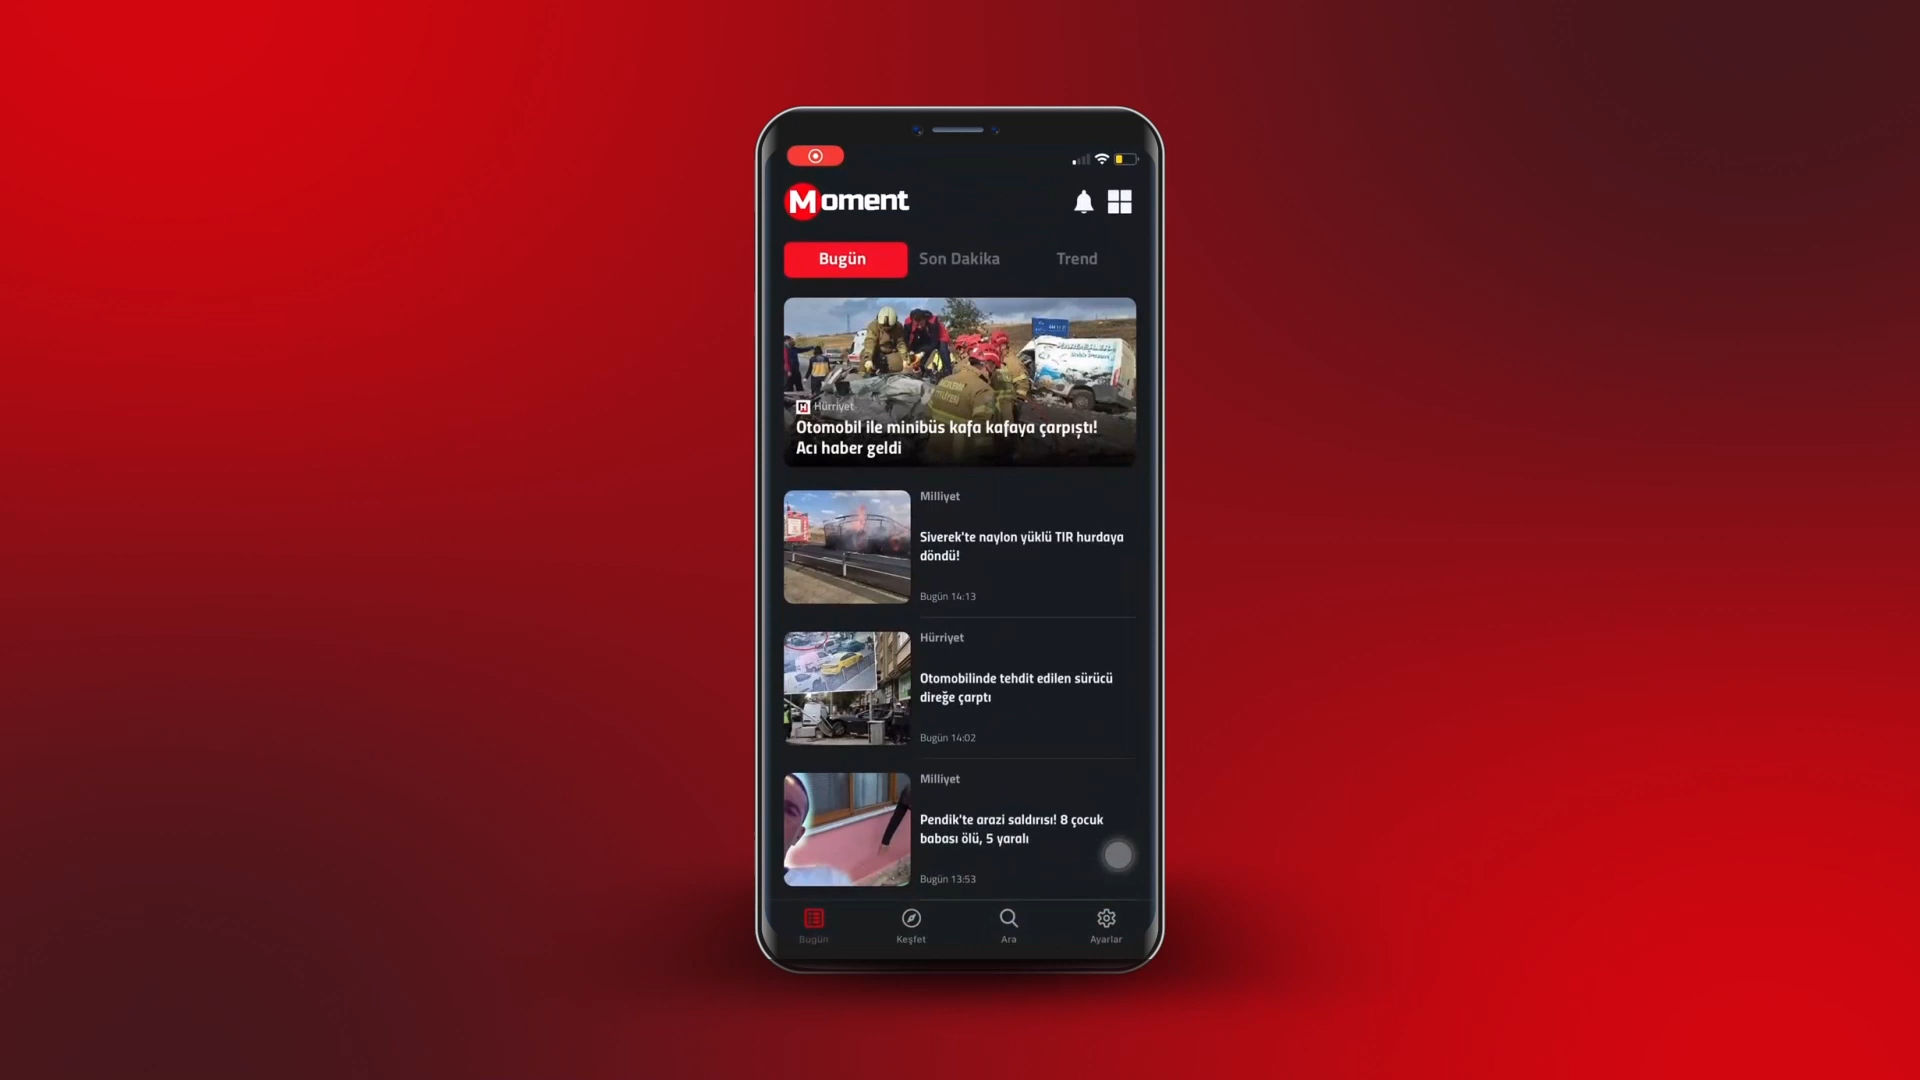 Moment
Bugün
Son Dakika
Trend
Hürriyet
Otomobil ile minibüs kafa kafaya çarpıştı!
Acı haber geldi
Milliyet
Siverek'te naylon yüklü TIR hurdaya
döndü!
Bugün 14:13
Hürriyet
Otomobilinde tehdit edilen sürücü
direğe çarptı
Bugün 14:02
Milliyet
Pendik'te arazi saldırısı! 8 çocuk
babası ölü, 5 yaralı
Bugün 13:53
Bugün
Keşfet
Ara
Ayarlar